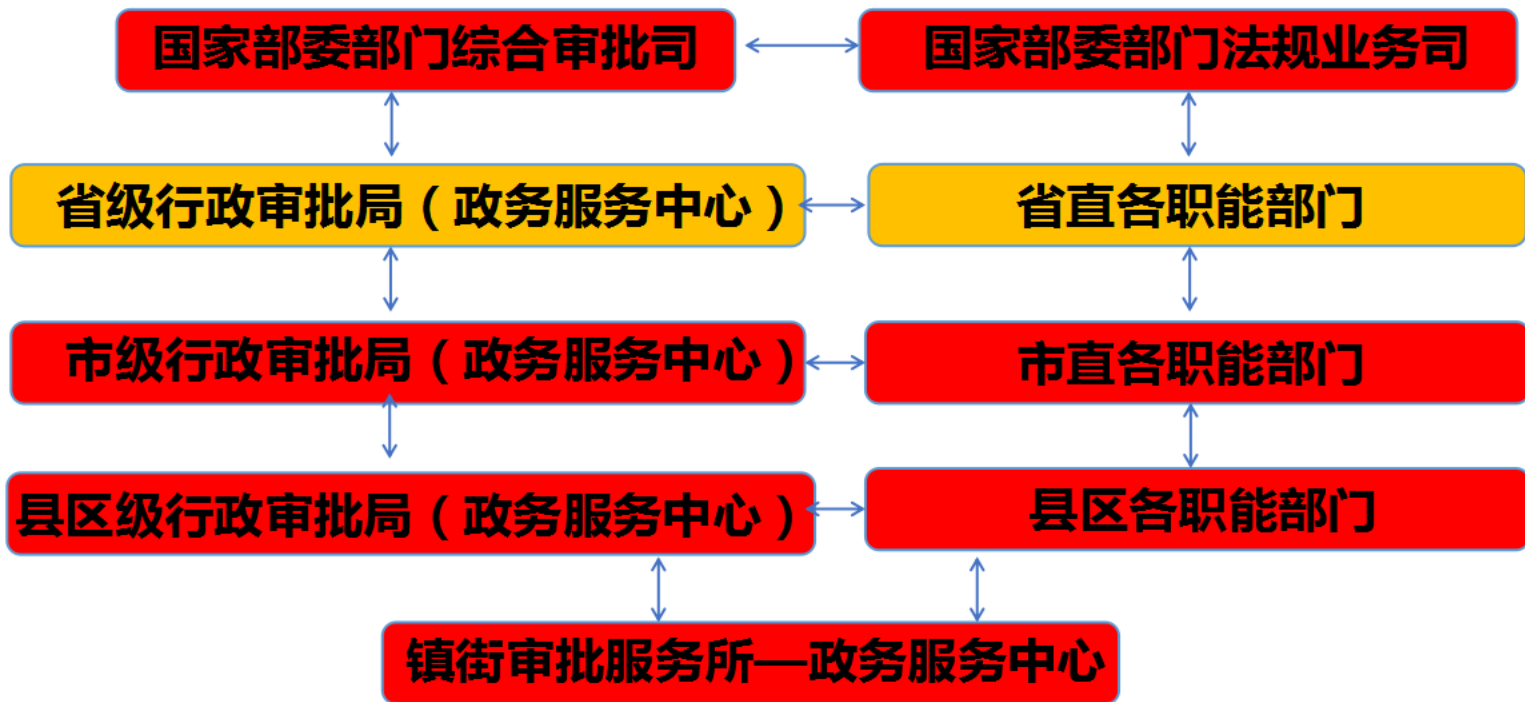 国家部委部门综合审批司
国家部委部门法规业务司
省级行政审批局（政务服务中心）
省直各职能部门
市级行政审批局（政务服务中心）
市直各职能部门
县区级行政审批局（政务服务中心）
县区各职能部门
镇街审批服务所—政务服务中心